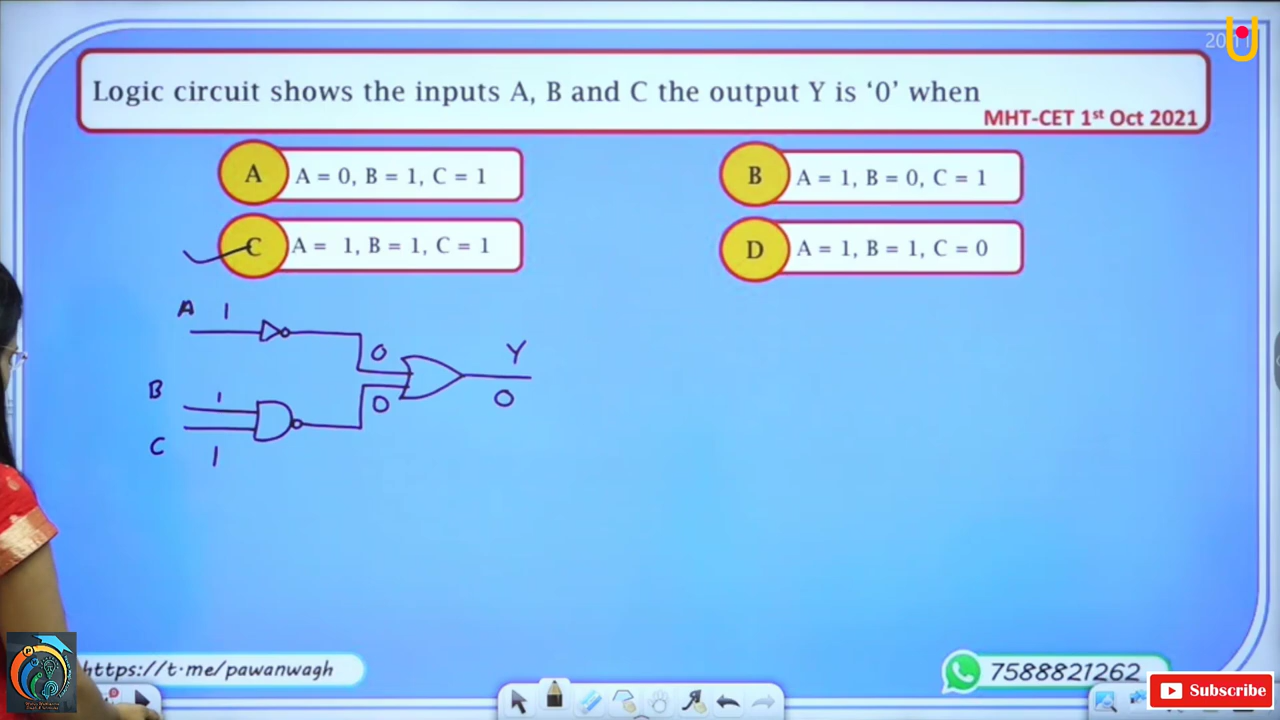 Logic circuit shows the inputs A, B and C the output Y is ‘0’ when
MHT-CET 1st Oct 2021
A A = 0, B = 1, C = 1
B A = 1, B = 0, C = 1
C A = 1, B = 1, C = 1
D A = 1, B = 1, C = 0
A 1
0
Y
B 1
0
0
C 1
https://t.me/pawanwagh
7588821262
Subscribe